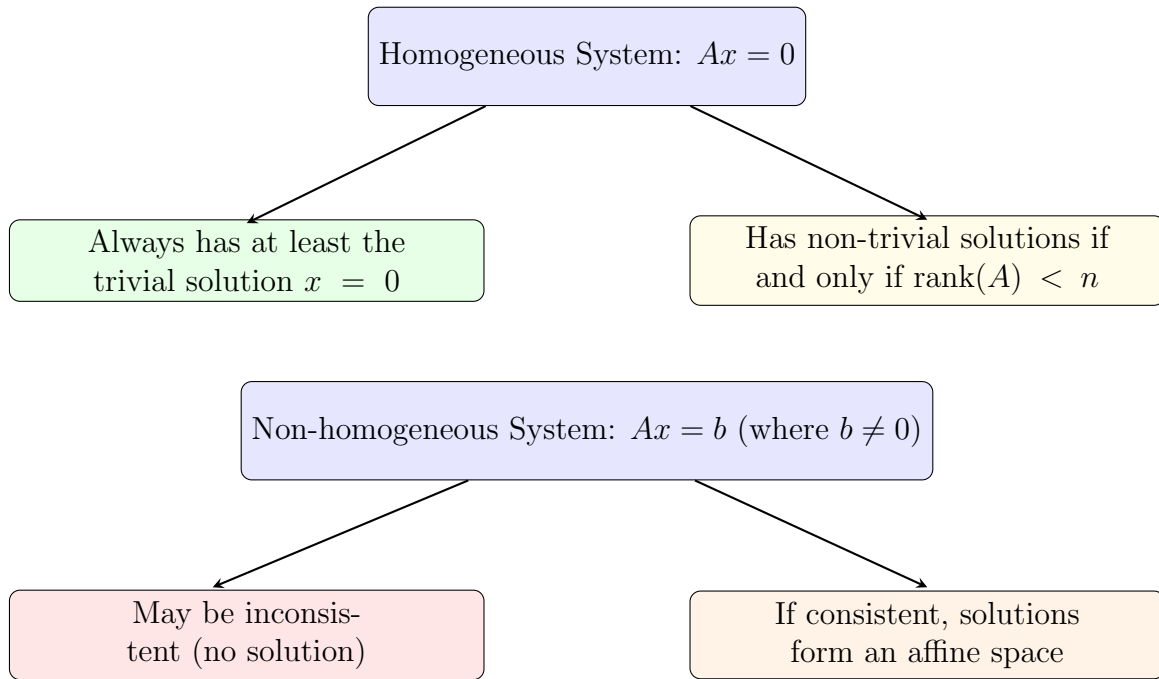 Homogeneous System: Ax = 0
Always has at least the
trivial solution x = 0
Has non-trivial solutions if
and only if rank(A) < n
Non-homogeneous System: Ax = b (where b ≠ 0)
May be inconsis-
tent (no solution)
If consistent, solutions
form an affine space